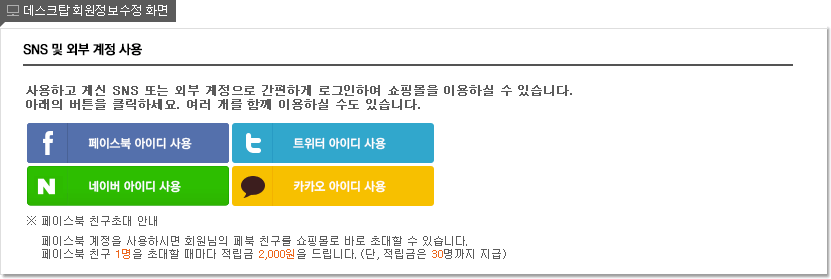 데스크탑 회원정보수정 화면
SNS 및 외부 계정 사용
사용하고 계신 SNS 또는 외부 계정으로 간편하게 로그인하여 쇼핑몰을 이용하실 수 있습니다.
아래의 버튼을 클릭하세요. 여러 개를 함께 이용하실 수도 있습니다.
f 페이스북 아이디 사용
t 트위터 아이디 사용
N 네이버 아이디 사용
카카오 아이디 사용
※ 페이스북 친구초대 안내
페이스북 계정을 사용하시면 회원님의 페북 친구를 쇼핑몰로 바로 초대할 수 있습니다.
페이스북 친구 1명을 초대할 때마다 적립금 2,000원을 드립니다. (단, 적립금은 30명까지 지급)